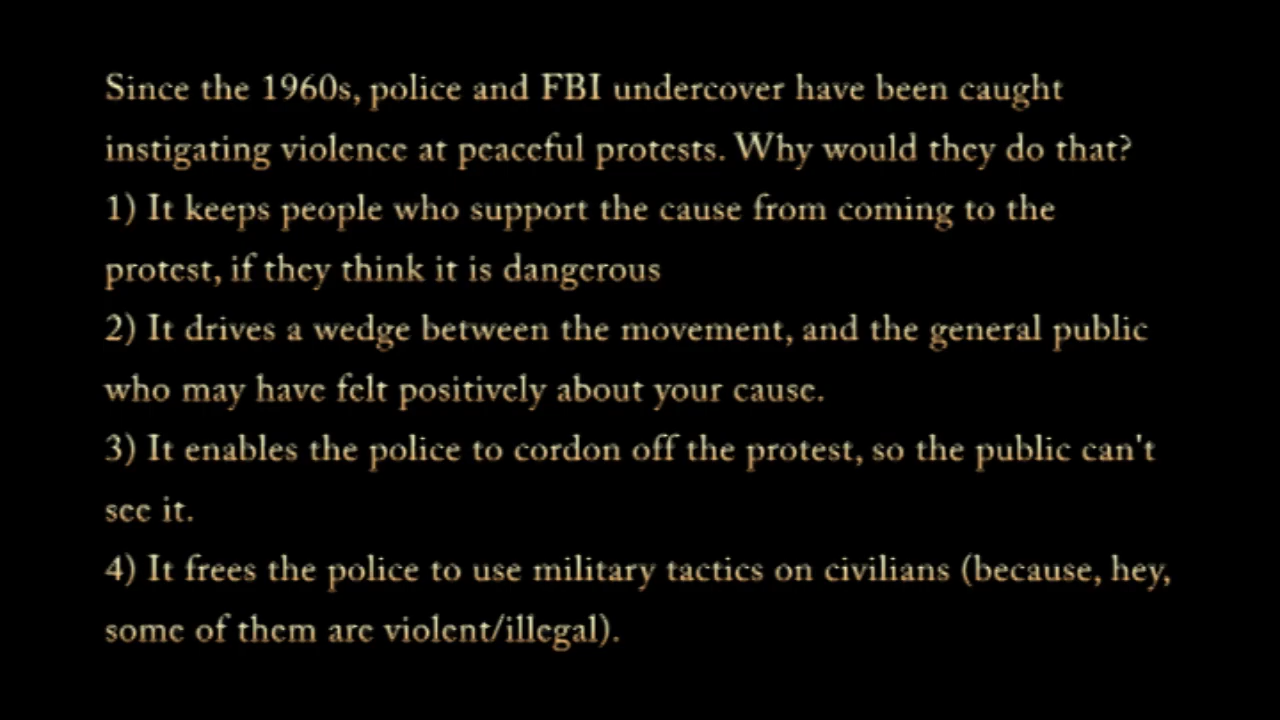 Since the 1960s, police and FBI undercover have been caught
instigating violence at peaceful protests. Why would they do that?
1) It keeps people who support the cause from coming to the
protest, if they think it is dangerous
2) It drives a wedge between the movement, and the general public
who may have felt positively about your cause.
3) It enables the police to cordon off the protest, so the public can't
see it.
4) It frees the police to use military tactics on civilians (because, hey,
some of them are violent/illegal).